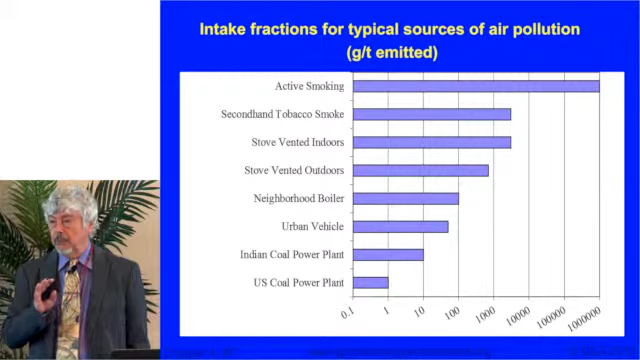 Intake fractions for typical sources of air pollution
(g/t emitted)
Active Smoking
Secondhand Tobacco Smoke
Stove Vented Indoors
Stove Vented Outdoors
Neighborhood Boiler
Urban Vehicle
Indian Coal Power Plant
US Coal Power Plant
0.1
1
10
100
1000
10000
100000
1000000